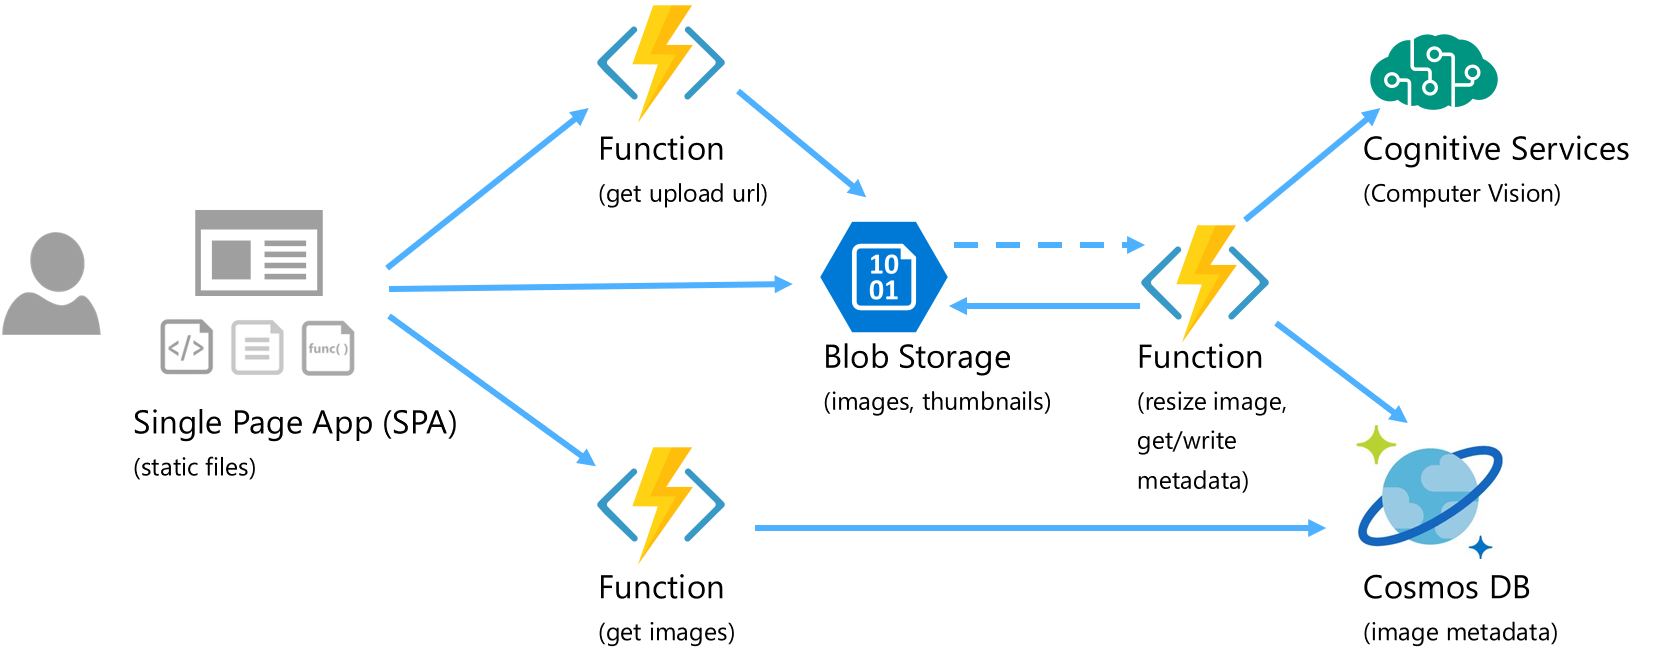 Function
(get upload url)
Cognitive Services
(Computer Vision)
10
01
</>
func()
Single Page App (SPA)
(static files)
Blob Storage
(images, thumbnails)
Function
(resize image,
get/write
metadata)
Function
(get images)
Cosmos DB
(image metadata)